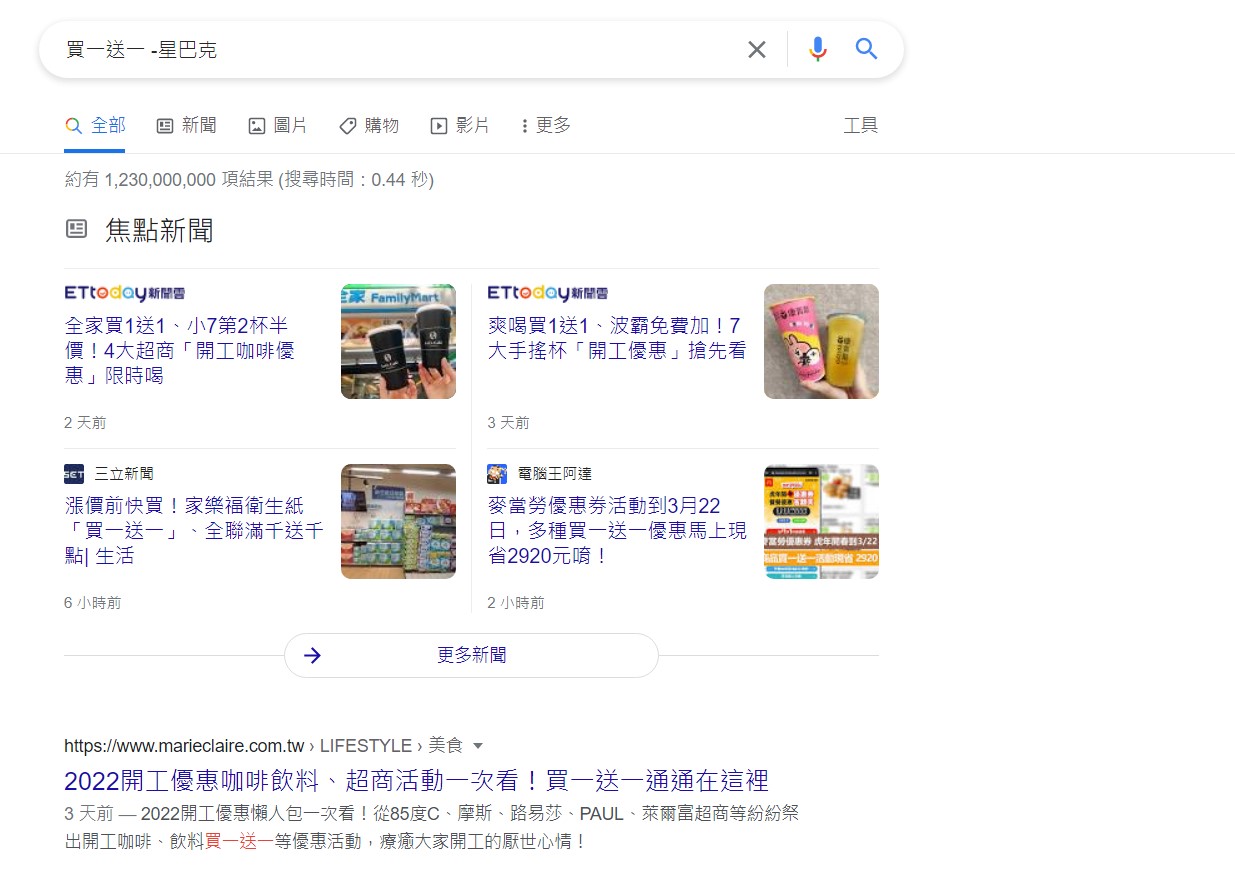 買一送一 -星巴克
全部
新聞
圖片
購物
影片
更多
工具
約有 1,230,000,000 項結果 (搜尋時間：0.44 秒)
焦點新聞
ETtoday新聞雲
全家買1送1、小7第2杯半
價！4大超商「開工咖啡優
惠」限時喝
2 天前
全家 FamilyMart
ETtoday新聞雲
爽喝買1送1、波霸免費加！7
大手搖杯「開工優惠」搶先看
3 天前
SET 三立新聞
漲價前快買！家樂福衛生紙
「買一送一」、全聯滿千送千
點| 生活
6 小時前
電腦王阿達
麥當勞優惠券活動到3月22
日，多種買一送一優惠馬上現
省2920元唷！
2 小時前
更多新聞
https://www.marieclaire.com.tw › LIFESTYLE › 美食
2022開工優惠咖啡飲料、超商活動一次看！買一送一通通在這裡
3 天前 — 2022開工優惠懶人包一次看！從85度C、摩斯、路易莎、PAUL、萊爾富超商等紛紛祭
出開工咖啡、飲料買一送一等優惠活動，療癒大家開工的厭世心情！